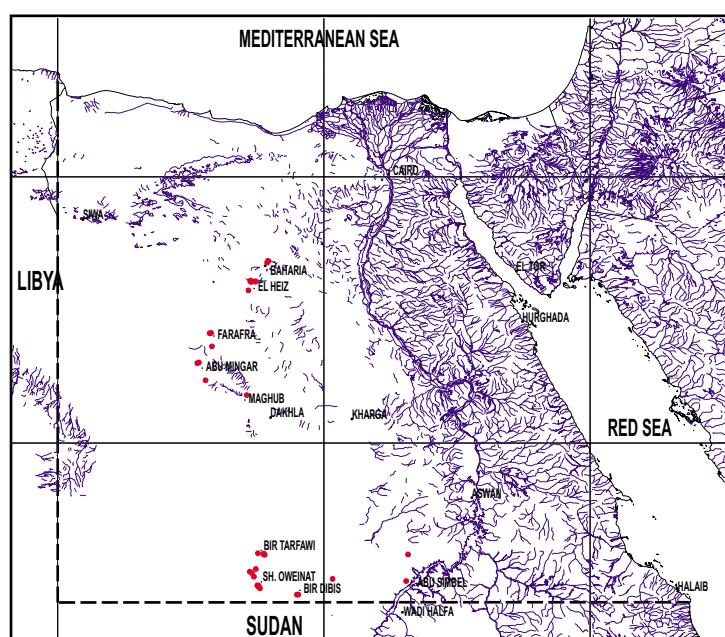 MEDITERRANEAN SEA
CAIRO
SIWA
BAHARIA
EL TOR
LIBYA
EL HEIZ
HURGHADA
FARAFRA
ABU MINGAR
MAGHUB
DAKHLA
KHARGA
RED SEA
ASWAN
BIR TARFAWI
SH. OWEINAT
ABU SIMBEL
BIR DIBIS
HALAIB
WADI HALFA
SUDAN